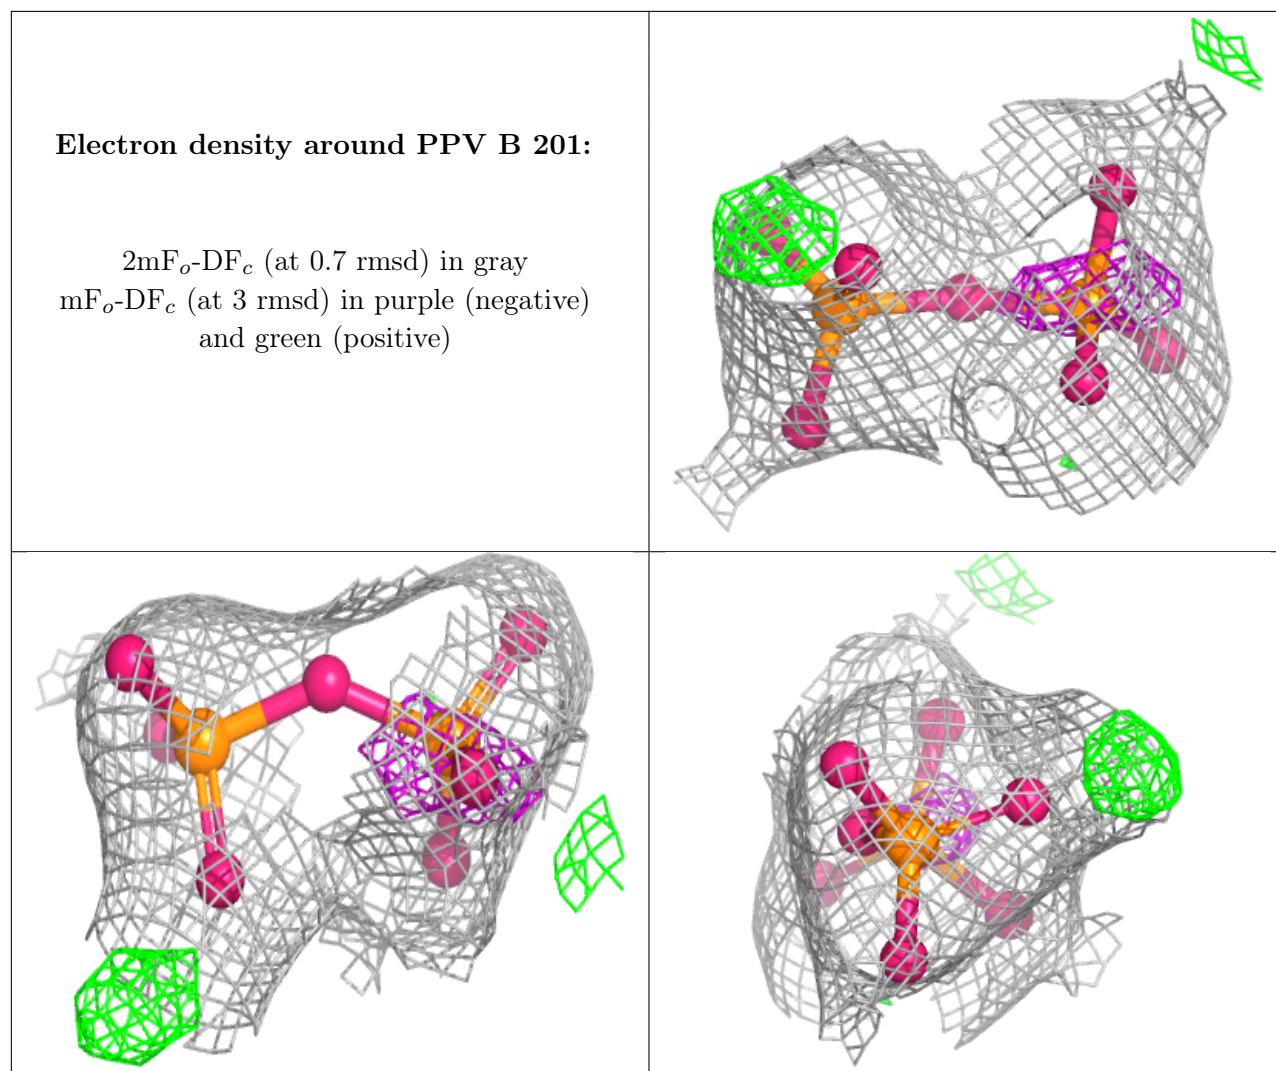 Electron density around PPV B 201:
2mFₒ-DF𝒸 (at 0.7 rmsd) in gray
mFₒ-DF𝒸 (at 3 rmsd) in purple (negative)
and green (positive)